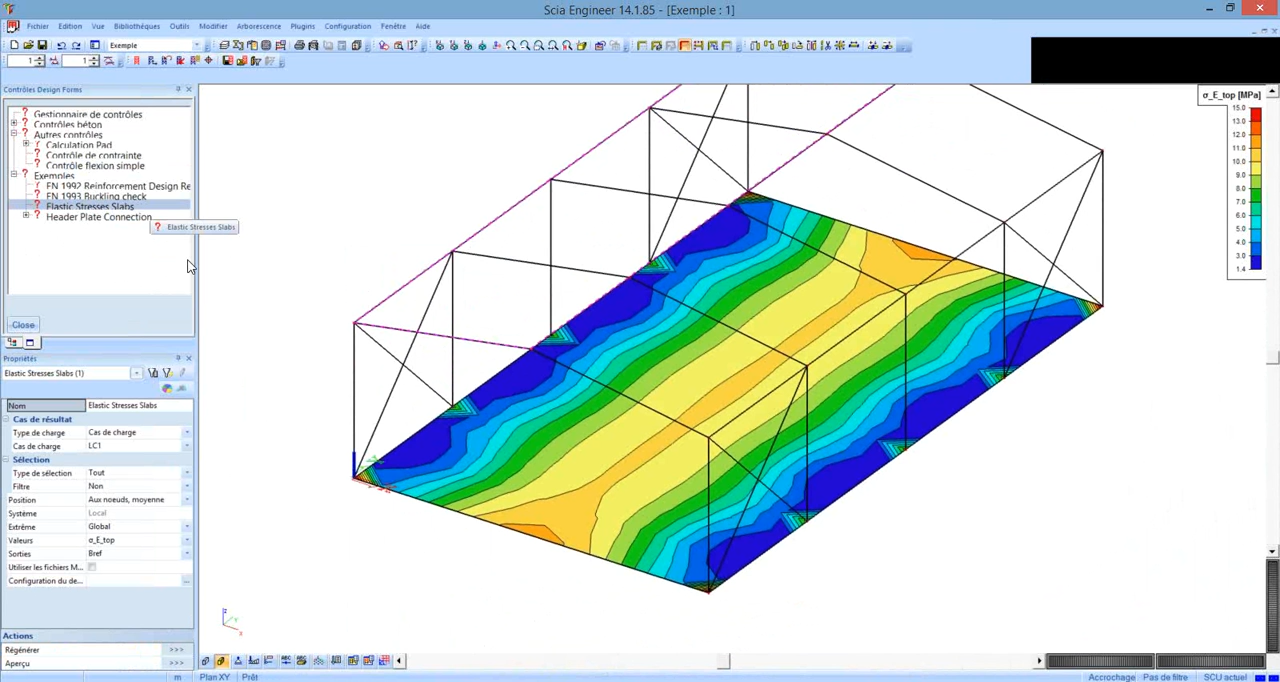 Scia Engineer 14.1.85 - [Exemple : 1]
Fichier Edition Vue Bibliothèques Outils Modifier Arborescence Plugins Configuration Fenêtre Aide
Exemple
1 1
Contrôles Design Forms
Gestionnaire de contrôles
Contrôles béton
Autres contrôles
Calculation Pad
Contrôle de contrainte
Contrôle flexion simple
Exemples
EN 1992 Reinforcement Design Re
EN 1993 Buckling check
Elastic Stresses Slabs
Header Plate Connection
Elastic Stresses Slabs
Close
Propriétés
Elastic Stresses Slabs (1)
Nom Elastic Stresses Slabs
Cas de résultat
Type de charge Cas de charge
Cas de charge LC1
Sélection
Type de sélection Tout
Filtre Non
Position Aux noeuds, moyenne
Système Local
Extrême Global
Valeurs σ_E_top
Sorties Bref
Utiliser les fichiers M...
Configuration du de... ...
Actions
Régénérer >>>
Aperçu >>>
σ_E_top [MPa]
15.0
13.0
12.0
11.0
10.0
9.0
8.0
7.0
6.0
5.0
4.0
3.0
1.4
z
y
x
m Plan XY Prêt Accrochage Pas de filtre SCU actuel